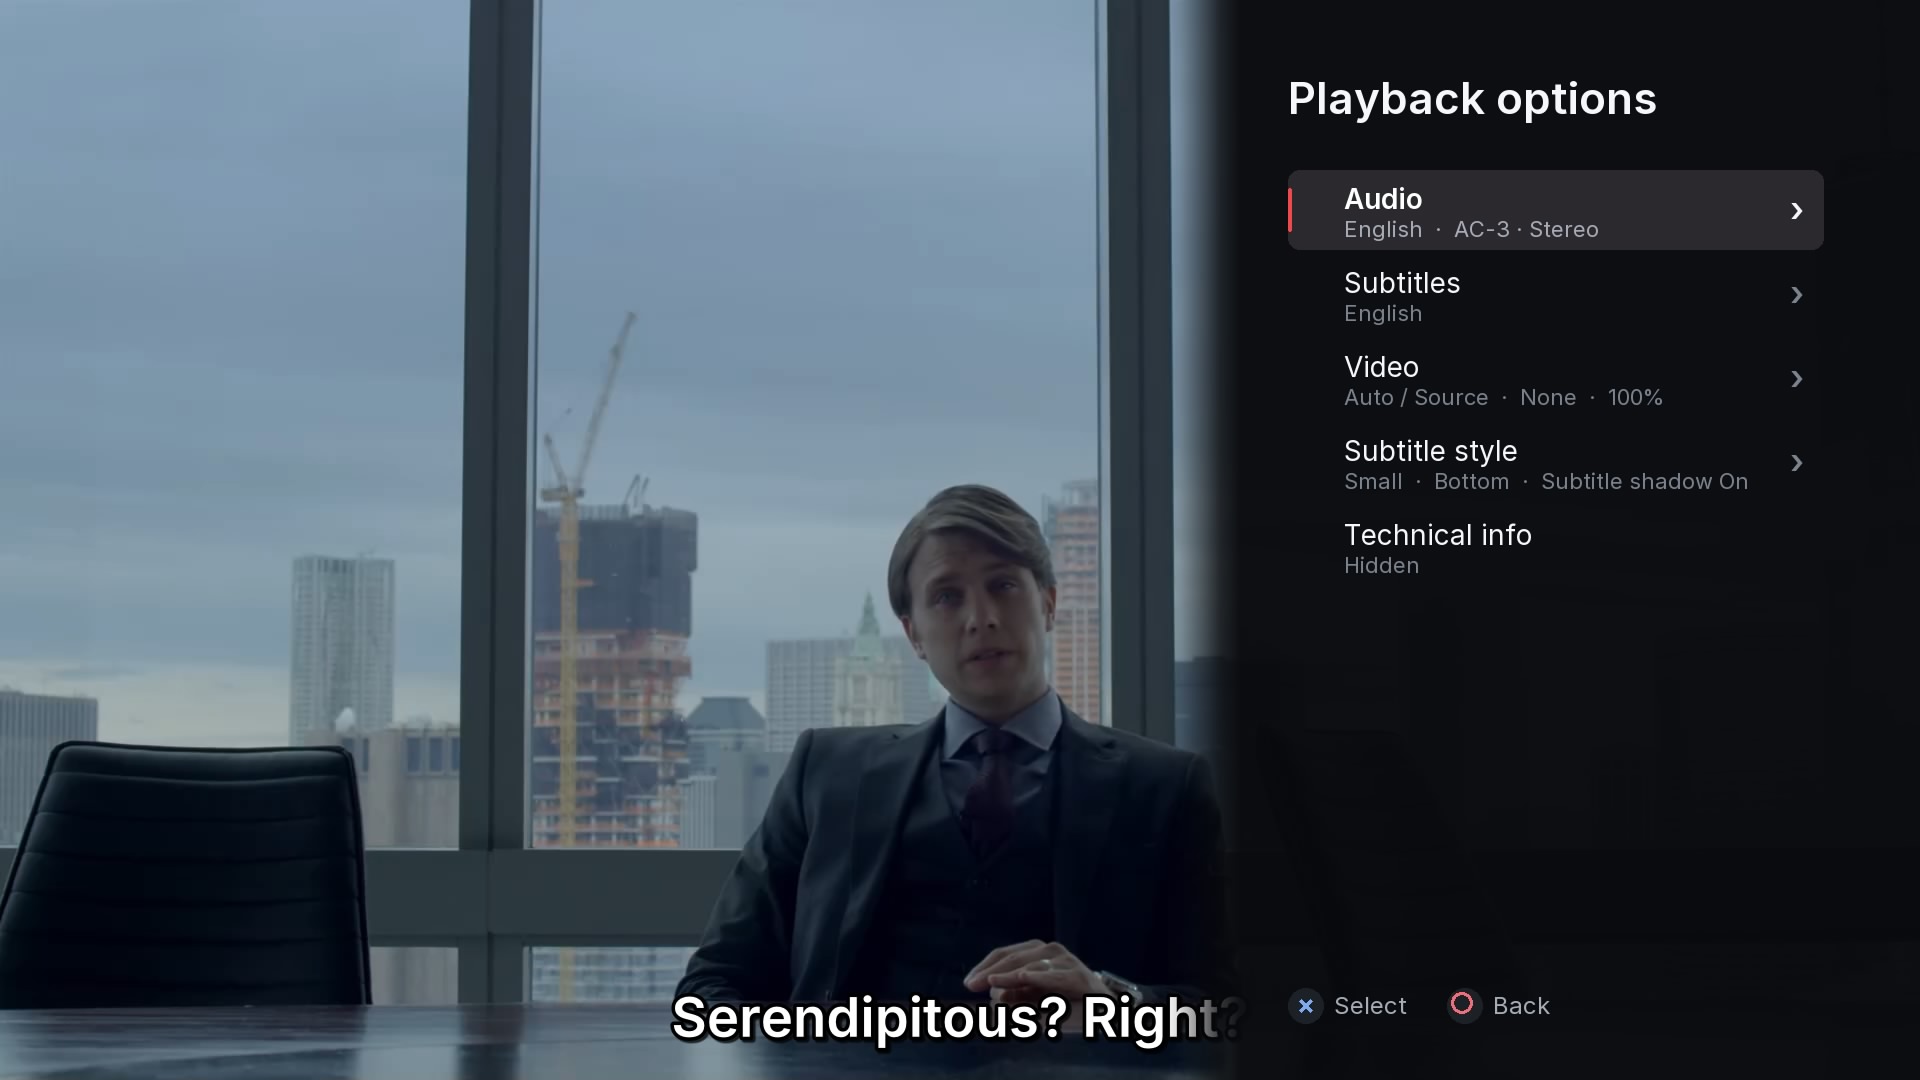 Playback options
Audio
English · AC-3 · Stereo
Subtitles
English
Video
Auto / Source · None · 100%
Subtitle style
Small · Bottom · Subtitle shadow On
Technical info
Hidden
Serendipitous? Right?
Select
Back